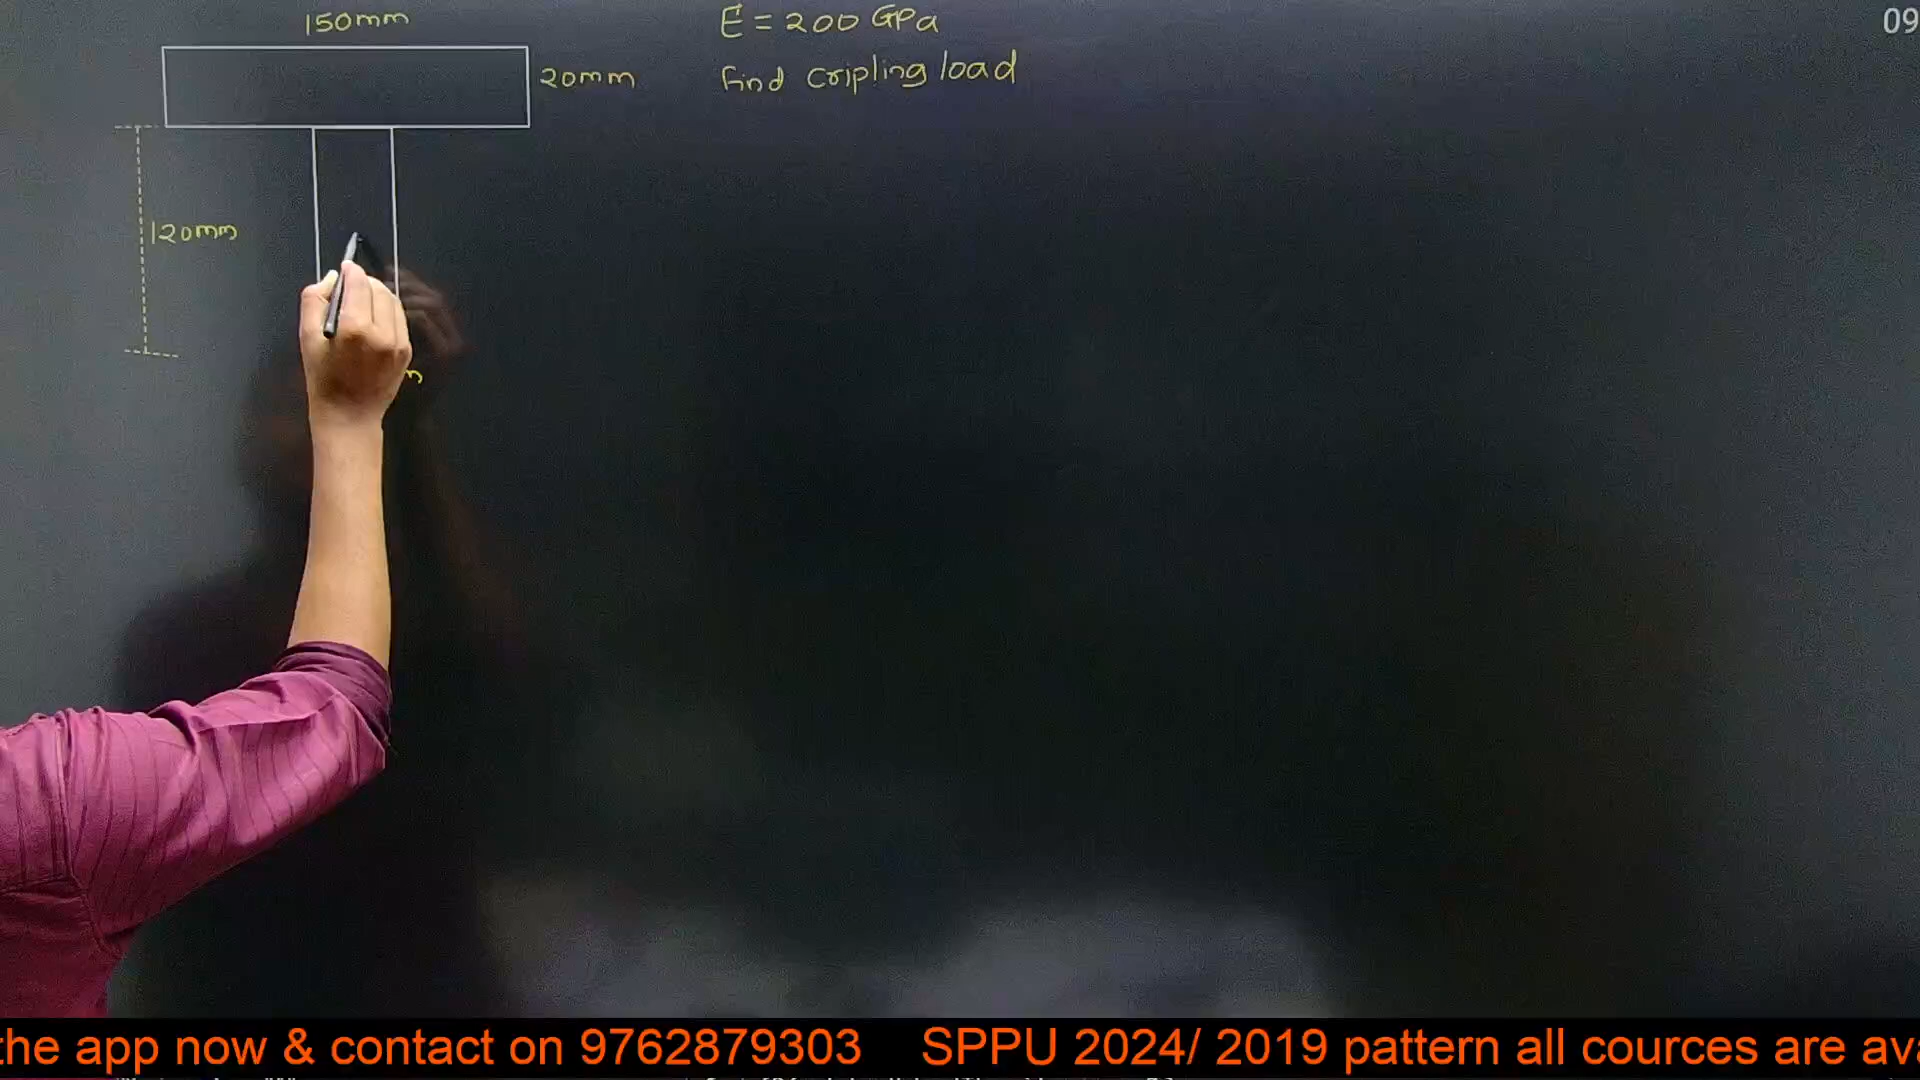 150mm
E = 200 GPa
09
20mm
find cripling load
120mm
m
the app now & contact on 9762879303 SPPU 2024/ 2019 pattern all cources are ava